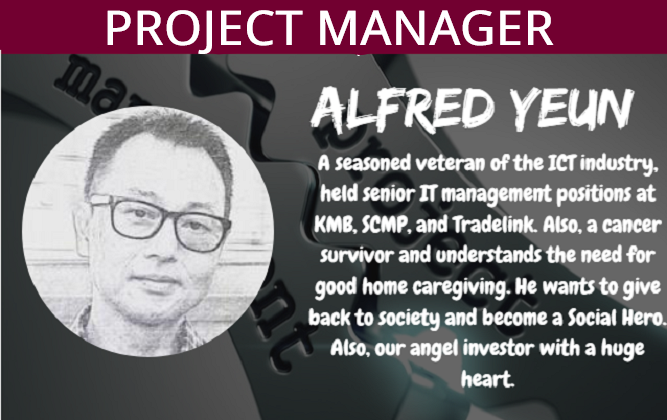 PROJECT MANAGER
ALFRED YEUN
A seasoned veteran of the ICT industry,
held senior IT management positions at
KMB, SCMP, and Tradelink. Also, a cancer
survivor and understands the need for
good home caregiving. He wants to give
back to society and become a Social Hero.
Also, our angel investor with a huge
heart.